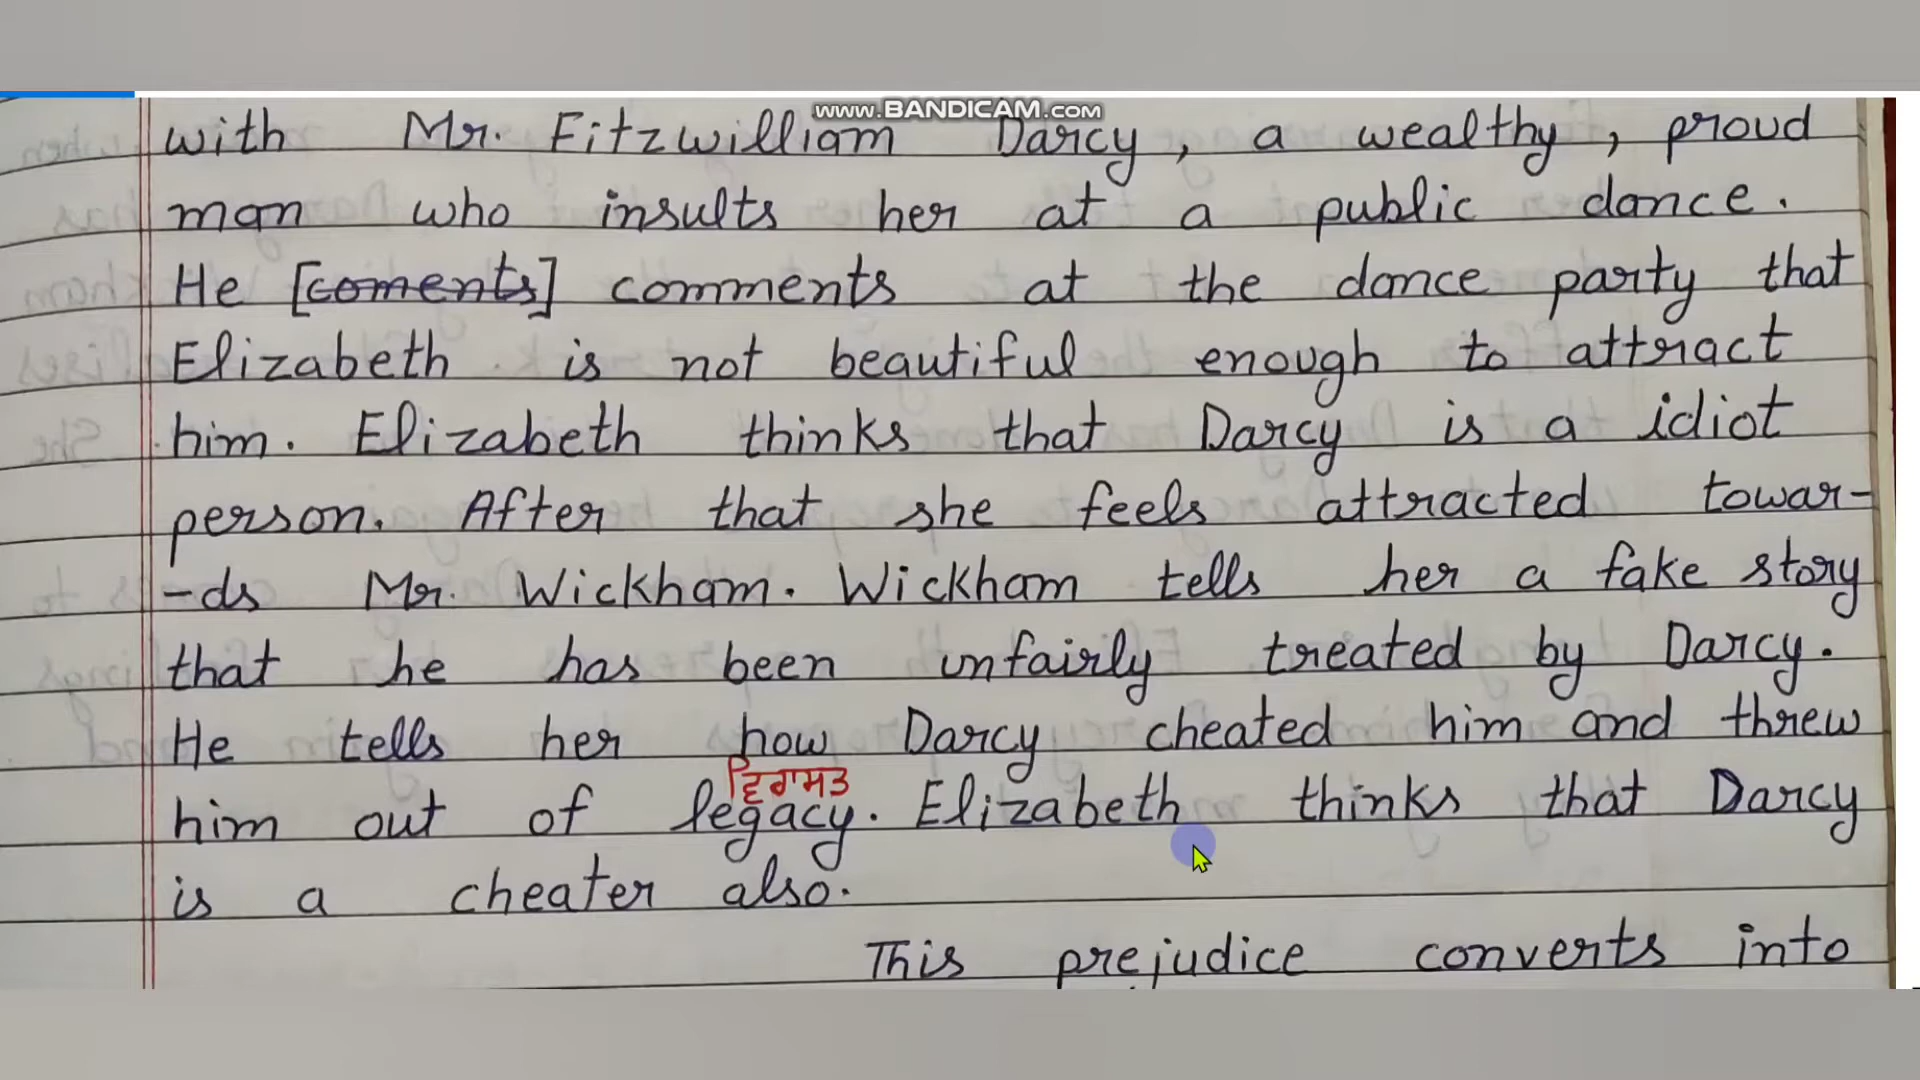 www.BANDICAM.com
with Mr. Fitzwilliam Darcy, a wealthy, proud
man who insults her at a public dance.
He [coments] comments at the dance party that
Elizabeth is not beautiful enough to attract
him. Elizabeth thinks that Darcy is a idiot
person. After that she feels attracted towar-
-ds Mr. Wickham. Wickham tells her a fake story
that he has been unfairly treated by Darcy.
He tells her how Darcy cheated him and threw
ਵਿਰਾਸਤ
him out of legacy. Elizabeth thinks that Darcy
is a cheater also.
This prejudice converts into